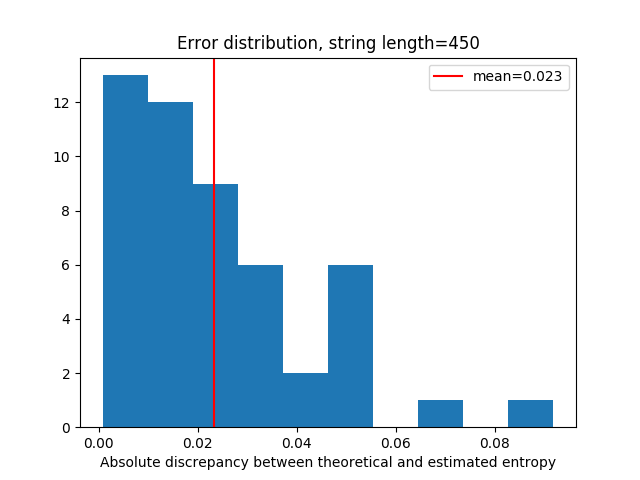 Error distribution, string length=450
mean=0.023
12
10
8
6
4
2
0
0.00 0.02 0.04 0.06 0.08
Absolute discrepancy between theoretical and estimated entropy